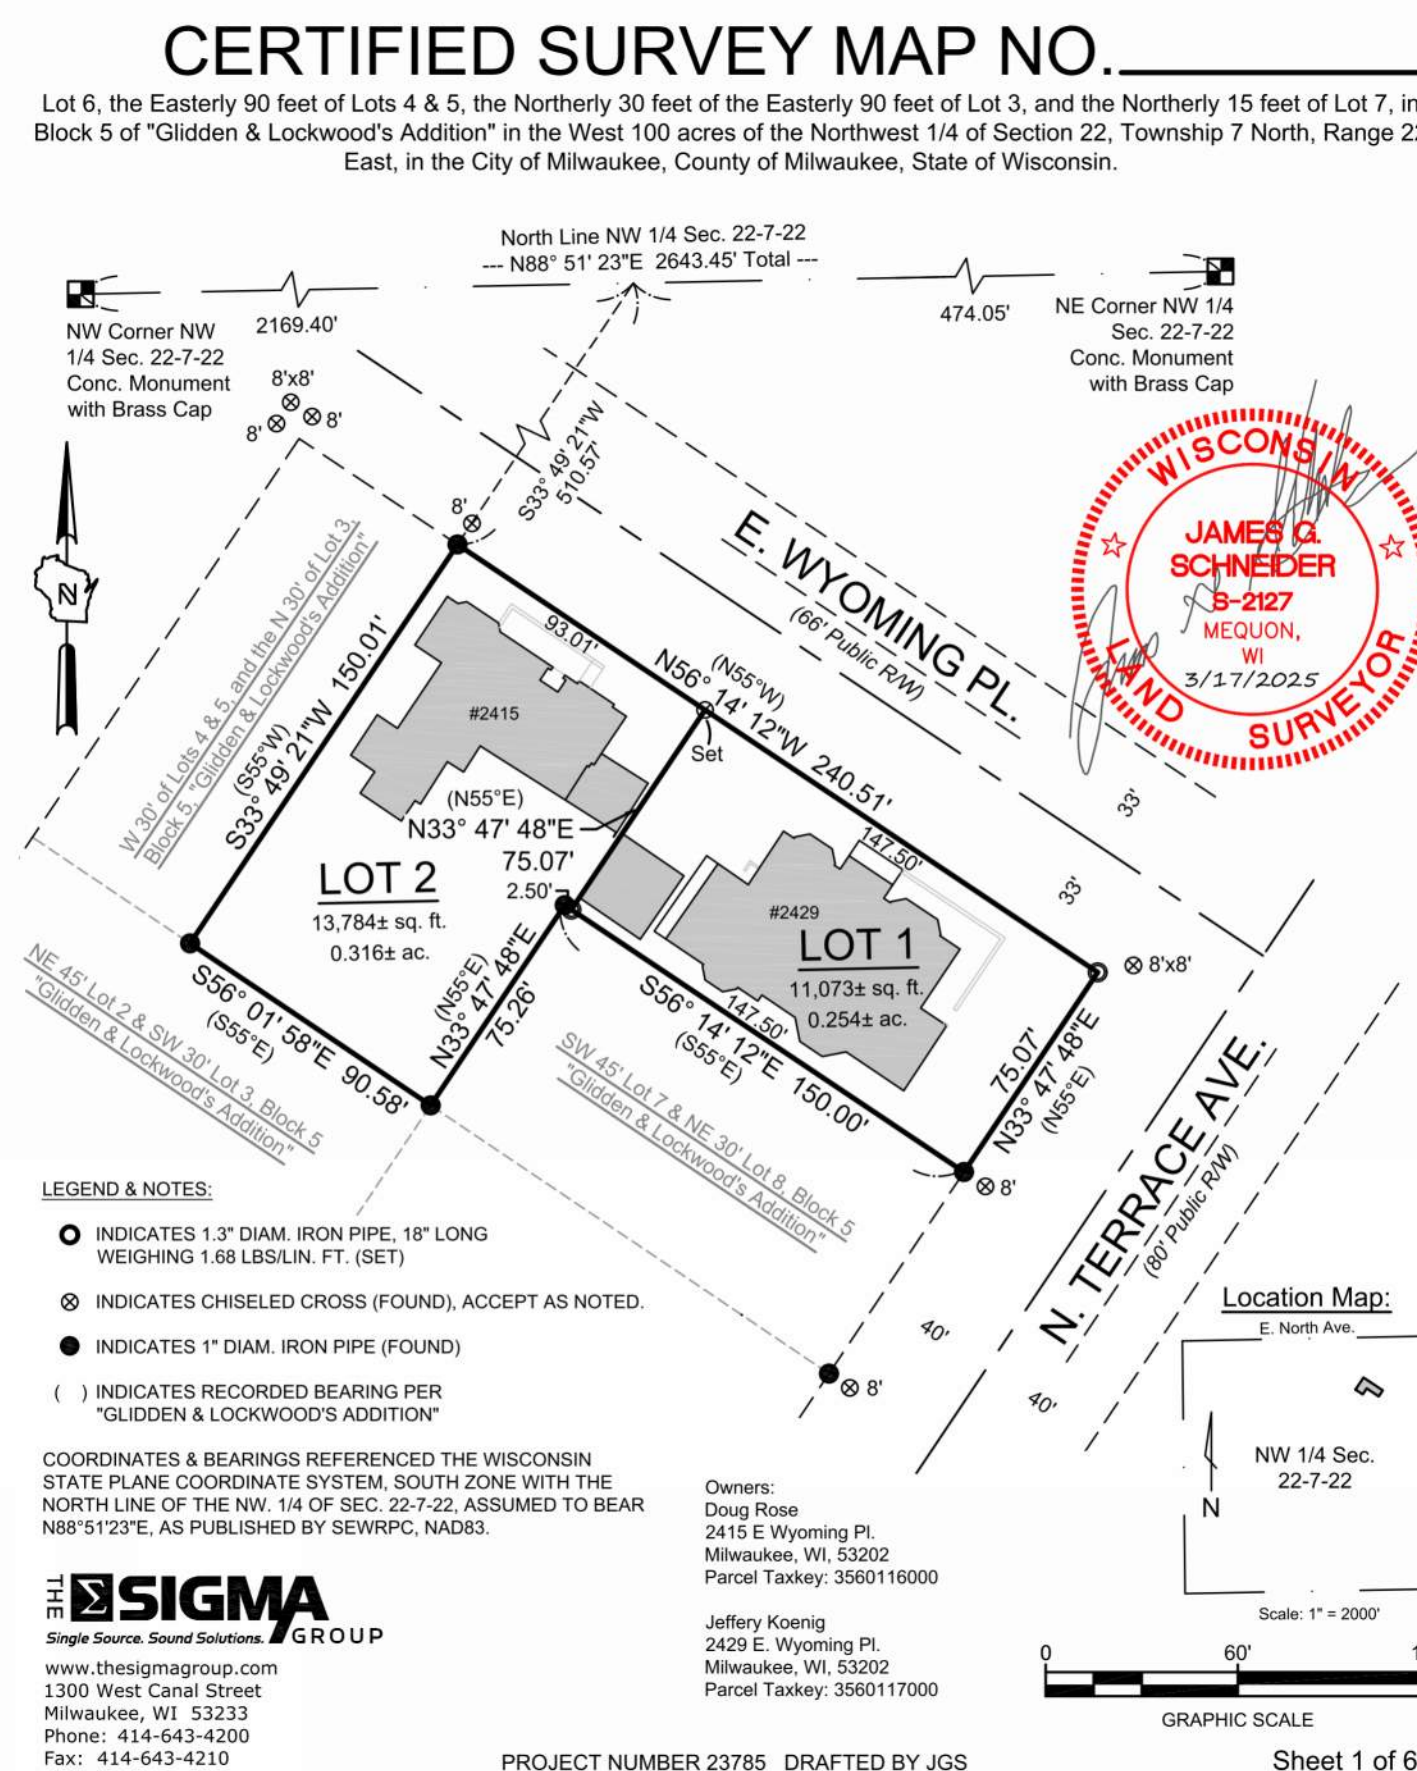 CERTIFIED SURVEY MAP NO.
Lot 6, the Easterly 90 feet of Lots 4 & 5, the Northerly 30 feet of the Easterly 90 feet of Lot 3, and the Northerly 15 feet of Lot 7, in
Block 5 of "Glidden & Lockwood's Addition" in the West 100 acres of the Northwest 1/4 of Section 22, Township 7 North, Range 22
East, in the City of Milwaukee, County of Milwaukee, State of Wisconsin.
North Line NW 1/4 Sec. 22-7-22
--- N88° 51' 23"E 2643.45' Total ---
NW Corner NW
1/4 Sec. 22-7-22
Conc. Monument
with Brass Cap
2169.40'
474.05'
NE Corner NW 1/4
Sec. 22-7-22
Conc. Monument
with Brass Cap
8'x8'
8'
8'
8'
S33° 49' 21"W
510.57'
WISCONSIN
JAMES G.
SCHNEIDER
S-2127
MEQUON,
WI
3/17/2025
LAND SURVEYOR
N
E. WYOMING PL.
(66' Public R/W)
W 30' of Lots 4 & 5, and the N 30' of Lot 3,
Block 5, "Glidden & Lockwood's Addition"
S33° 49' 21"W 150.01'
(S55°W)
93.01'
N56° 14' 12"W 240.51'
(N55°W)
Set
#2415
(N55°E)
N33° 47' 48"E
75.07'
2.50'
LOT 2
13,784± sq. ft.
0.316± ac.
147.50'
33'
33'
#2429
LOT 1
11,073± sq. ft.
0.254± ac.
8'x8'
NE 45' Lot 2 & SW 30' Lot 3, Block 5
"Glidden & Lockwood's Addition"
S56° 01' 58"E 90.58'
(S55°E)
(N55°E)
N33° 47' 48"E
75.26'
147.50'
S56° 14' 12"E 150.00'
(S55°E)
SW 45' Lot 7 & NE 30' Lot 8, Block 5
"Glidden & Lockwood's Addition"
75.07'
N33° 47' 48"E
(N55°E)
8'
N. TERRACE AVE.
(80' Public R/W)
40'
40'
8'
LEGEND & NOTES:
INDICATES 1.3" DIAM. IRON PIPE, 18" LONG
WEIGHING 1.68 LBS/LIN. FT. (SET)
INDICATES CHISELED CROSS (FOUND), ACCEPT AS NOTED.
INDICATES 1" DIAM. IRON PIPE (FOUND)
( ) INDICATES RECORDED BEARING PER
"GLIDDEN & LOCKWOOD'S ADDITION"
COORDINATES & BEARINGS REFERENCED THE WISCONSIN
STATE PLANE COORDINATE SYSTEM, SOUTH ZONE WITH THE
NORTH LINE OF THE NW. 1/4 OF SEC. 22-7-22, ASSUMED TO BEAR
N88°51'23"E, AS PUBLISHED BY SEWRPC, NAD83.
THE SIGMA
Single Source. Sound Solutions. GROUP
www.thesigmagroup.com
1300 West Canal Street
Milwaukee, WI 53233
Phone: 414-643-4200
Fax: 414-643-4210
Owners:
Doug Rose
2415 E Wyoming Pl.
Milwaukee, WI, 53202
Parcel Taxkey: 3560116000
Jeffery Koenig
2429 E. Wyoming Pl.
Milwaukee, WI, 53202
Parcel Taxkey: 3560117000
Location Map:
E. North Ave.
NW 1/4 Sec.
22-7-22
N
Scale: 1" = 2000'
0 60'
GRAPHIC SCALE
PROJECT NUMBER 23785 DRAFTED BY JGS
Sheet 1 of 6